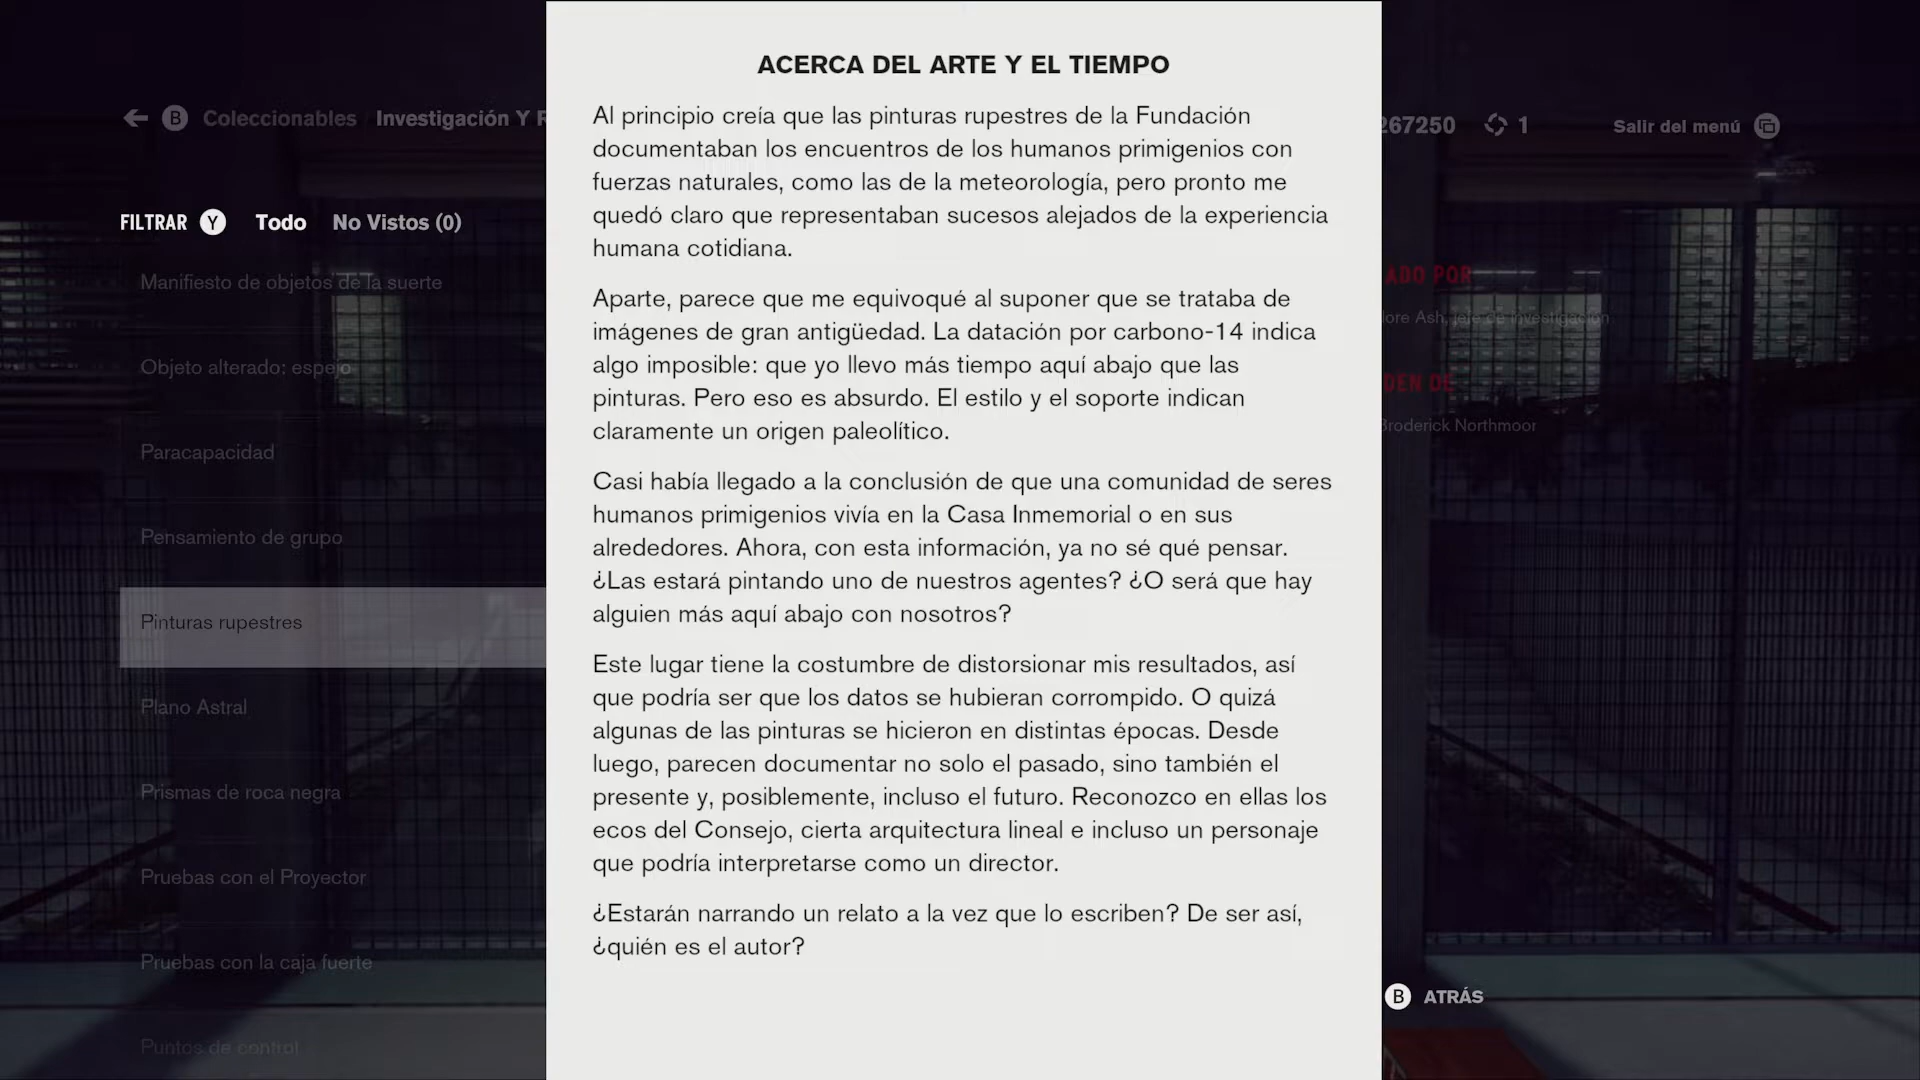 ACERCA DEL ARTE Y EL TIEMPO
Al principio creía que las pinturas rupestres de la Fundación
documentaban los encuentros de los humanos primigenios con
fuerzas naturales, como las de la meteorología, pero pronto me
quedó claro que representaban sucesos alejados de la experiencia
humana cotidiana.
Aparte, parece que me equivoqué al suponer que se trataba de
imágenes de gran antigüedad. La datación por carbono-14 indica
algo imposible: que yo llevo más tiempo aquí abajo que las
pinturas. Pero eso es absurdo. El estilo y el soporte indican
claramente un origen paleolítico.
Casi había llegado a la conclusión de que una comunidad de seres
humanos primigenios vivía en la Casa Inmemorial o en sus
alrededores. Ahora, con esta información, ya no sé qué pensar.
¿Las estará pintando uno de nuestros agentes? ¿O será que hay
alguien más aquí abajo con nosotros?
Este lugar tiene la costumbre de distorsionar mis resultados, así
que podría ser que los datos se hubieran corrompido. O quizá
algunas de las pinturas se hicieron en distintas épocas. Desde
luego, parecen documentar no solo el pasado, sino también el
presente y, posiblemente, incluso el futuro. Reconozco en ellas los
ecos del Consejo, cierta arquitectura lineal e incluso un personaje
que podría interpretarse como un director.
¿Estarán narrando un relato a la vez que lo escriben? De ser así,
¿quién es el autor?
B Coleccionables Investigación Y R
FILTRAR Y Todo No Vistos (0)
Manifiesto de objetos de la suerte
Objeto alterado: espejo
Paracapacidad
Pensamiento de grupo
Pinturas rupestres
Plano Astral
Prismas de roca negra
Pruebas con el Proyector
Pruebas con la caja fuerte
Puntos de control
267250 1 Salir del menú
ADO POR
lore Ash, jefe de investigación
DEN DE
Broderick Northmoor
B ATRÁS